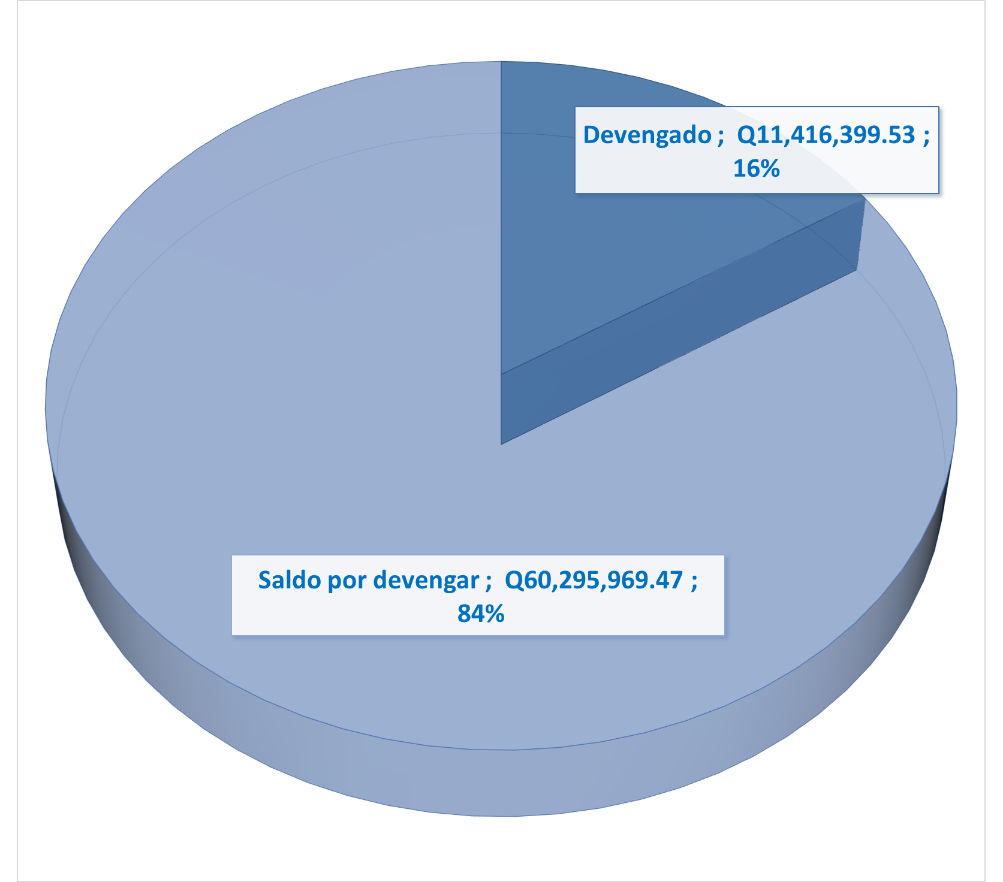 Devengado ;  Q11,416,399.53 ;
16%
Saldo por devengar ;  Q60,295,969.47 ;
84%